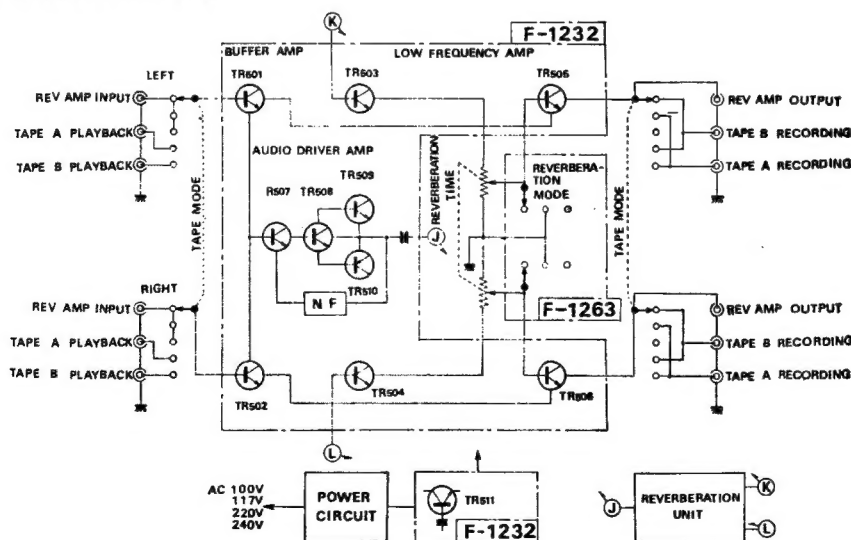 K
F-1232
BUFFER AMP
LOW FREQUENCY AMP
LEFT
TR501
TR503
TR505
REV AMP INPUT
TAPE A PLAYBACK
TAPE B PLAYBACK
REV AMP OUTPUT
TAPE B RECORDING
TAPE A RECORDING
AUDIO DRIVER AMP
TR509
R507
TR508
TR510
N F
J
REVERBERATION
TIME
REVERBERA-
TION
MODE
TAPE MODE
TAPE MODE
F-1263
RIGHT
REV AMP INPUT
TAPE A PLAYBACK
TAPE B PLAYBACK
REV AMP OUTPUT
TAPE B RECORDING
TAPE A RECORDING
TR502
TR504
TR506
L
AC 100V
117V
220V
240V
POWER
CIRCUIT
TR511
F-1232
J
REVERBERATION
UNIT
K
L